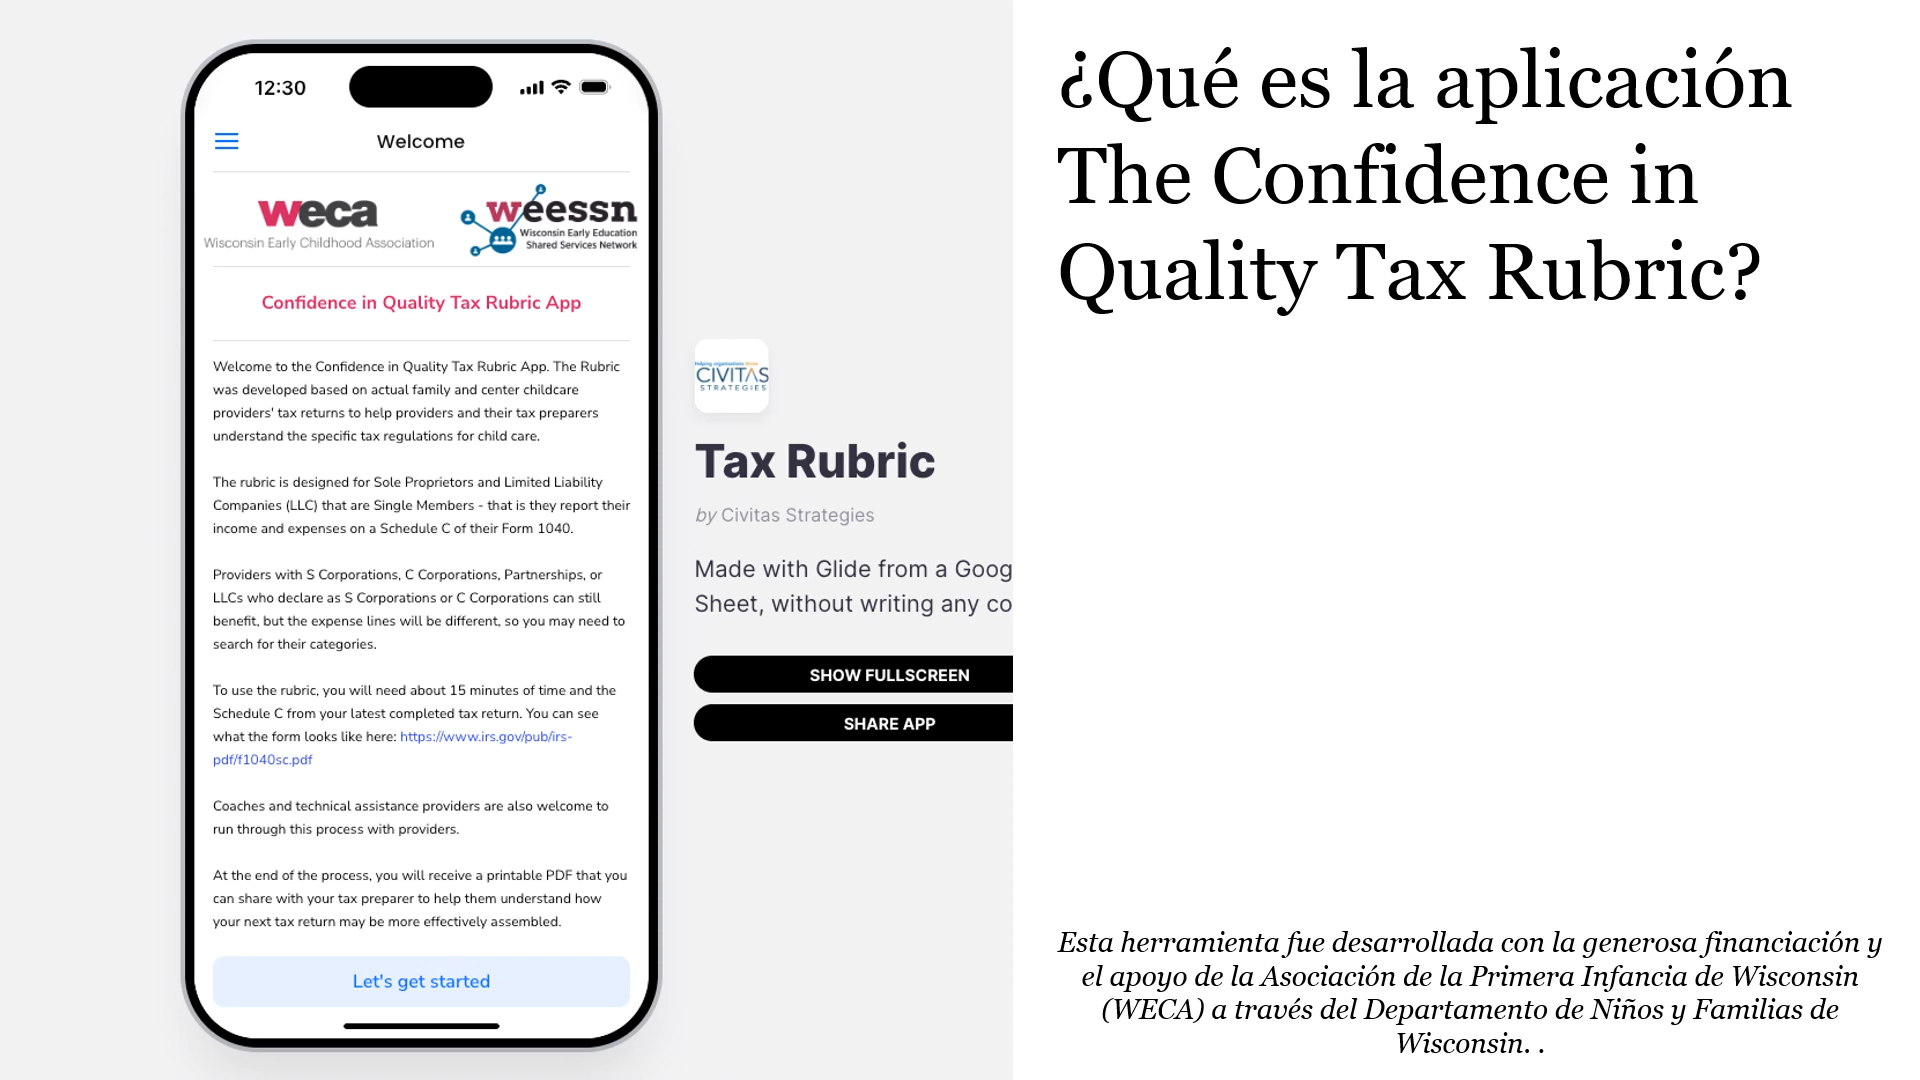 12:30
Welcome
weca
Wisconsin Early Childhood Association
weessn
Wisconsin Early Education
Shared Services Network
Confidence in Quality Tax Rubric App
Welcome to the Confidence in Quality Tax Rubric App. The Rubric
was developed based on actual family and center childcare
providers' tax returns to help providers and their tax preparers
understand the specific tax regulations for child care.
The rubric is designed for Sole Proprietors and Limited Liability
Companies (LLC) that are Single Members - that is they report their
income and expenses on a Schedule C of their Form 1040.
Providers with S Corporations, C Corporations, Partnerships, or
LLCs who declare as S Corporations or C Corporations can still
benefit, but the expense lines will be different, so you may need to
search for their categories.
To use the rubric, you will need about 15 minutes of time and the
Schedule C from your latest completed tax return. You can see
what the form looks like here: https://www.irs.gov/pub/irs-
pdf/f1040sc.pdf
Coaches and technical assistance providers are also welcome to
run through this process with providers.
At the end of the process, you will receive a printable PDF that you
can share with your tax preparer to help them understand how
your next tax return may be more effectively assembled.
Let's get started
Helping organizations thrive
CIVITAS
STRATEGIES
Tax Rubric
by Civitas Strategies
Made with Glide from a Goog
Sheet, without writing any co
SHOW FULLSCREEN
SHARE APP
¿Qué es la aplicación
The Confidence in
Quality Tax Rubric?
Esta herramienta fue desarrollada con la generosa financiación y
el apoyo de la Asociación de la Primera Infancia de Wisconsin
(WECA) a través del Departamento de Niños y Familias de
Wisconsin. .